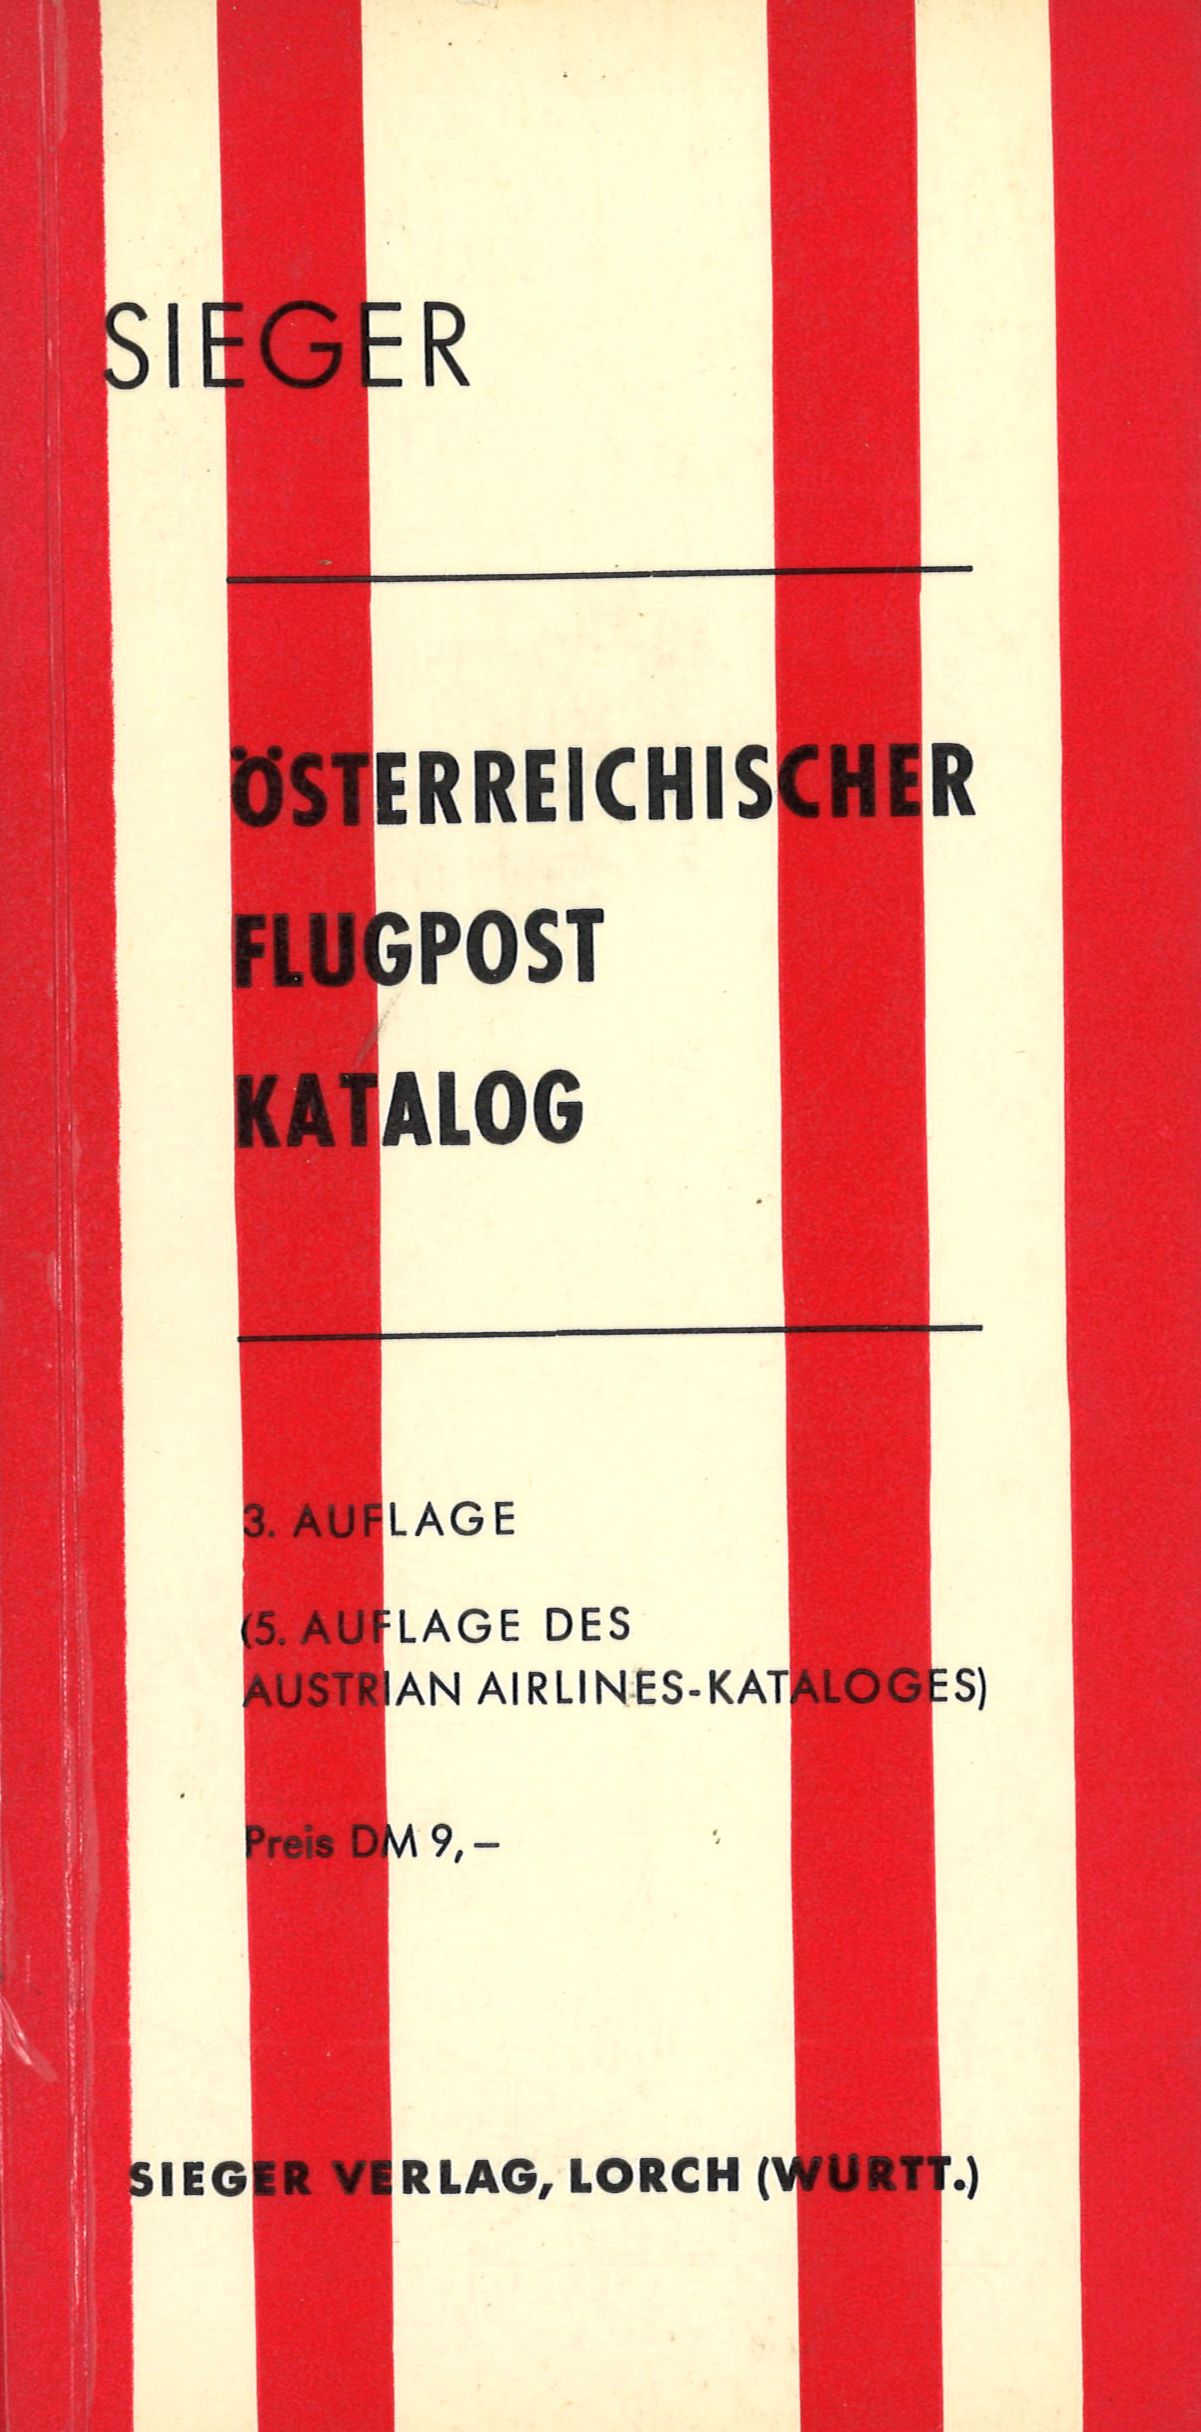 SIEGER
ÖSTERREICHISCHER
FLUGPOST
KATALOG
3. AUFLAGE
(5. AUFLAGE DES
AUSTRIAN AIRLINES-KATALOGES)
Preis DM 9,–
SIEGER VERLAG, LORCH (WÜRTT.)